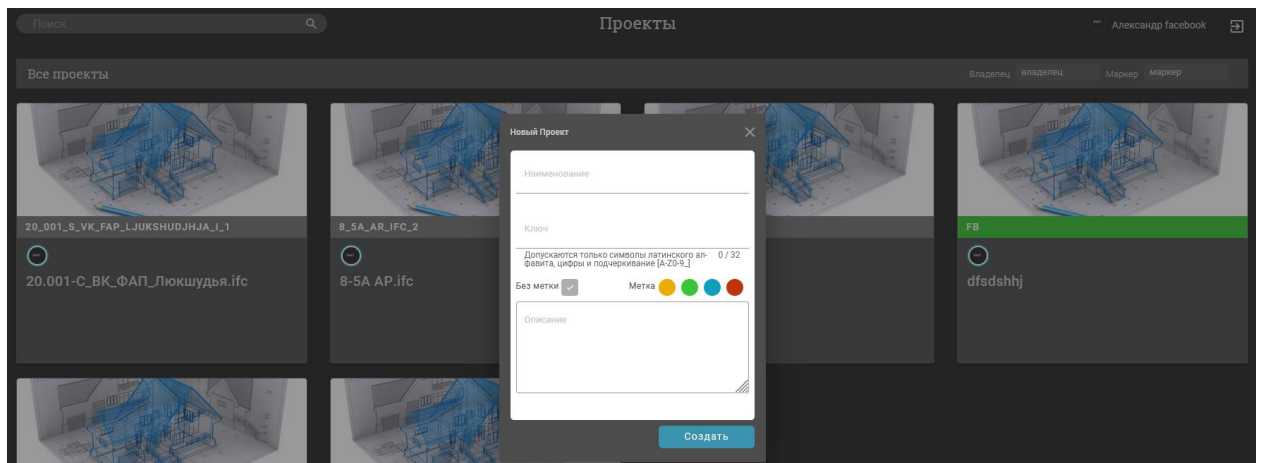 Поиск
Проекты
Александр facebook
Все проекты
Владелец владелец Маркер маркер
Новый Проект
Наименование
Ключ
Допускаются только символы латинского ал-
фавита, цифры и подчеркивание [A-Z0-9_]
0 / 32
Без метки
Метка
Описание
Создать
20_001_S_VK_FAP_LJUKSHUDJHJA_I_1
20.001-С_ВК_ФАП_Люкшудья.ifc
8_5A_AR_IFC_2
8-5А АР.ifc
FB
dfsdshhj